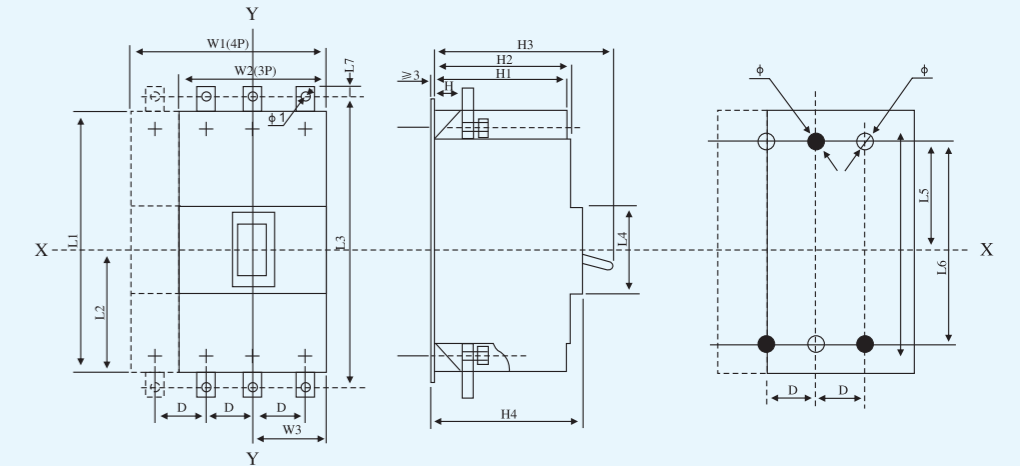 Y
W1(4P)
W2(3P)
L7
φ1
L1
L2
L3
X
D
D
D
W3
Y
H3
H2
H1
≥3
H
L4
H4
φ
φ
L5
L6
X
D
D